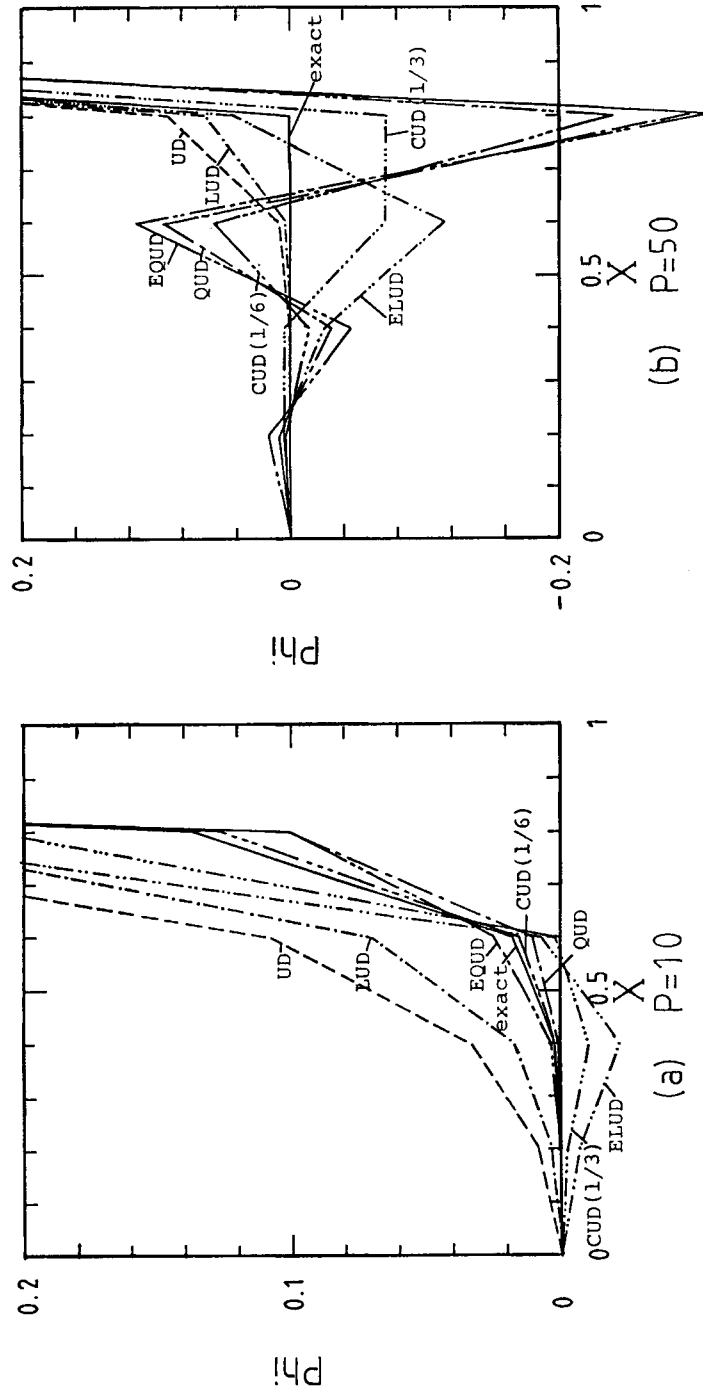 Phi
0.2
0.1
0
UD
LUD
EQUD
exact
CUD(1/6)
QUD
CUD(1/3)
ELUD
0
0.5
1
X
(a) P=10
Phi
0.2
0
-0.2
UD
LUD
exact
EQUD
QUD
CUD(1/6)
CUD(1/3)
ELUD
0
0.5
1
X
(b) P=50